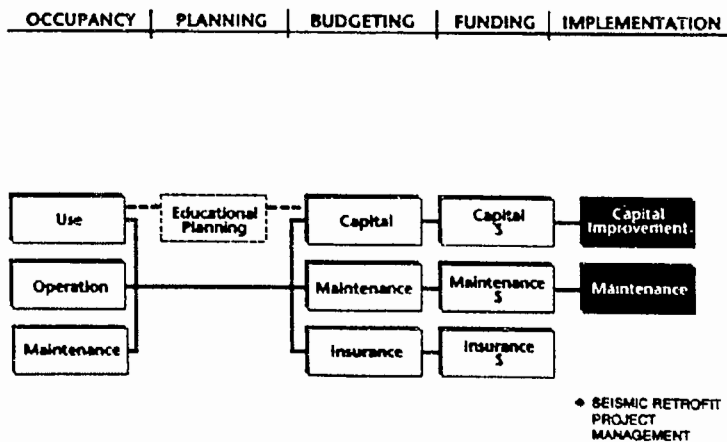 OCCUPANCY PLANNING BUDGETING FUNDING IMPLEMENTATION
Use
Educational
Planning
Capital
Capital
$
Capital
Improvement
Operation
Maintenance
Maintenance
$
Maintenance
Maintenance
Insurance
Insurance
$
◆ SEISMIC RETROFIT
PROJECT
MANAGEMENT